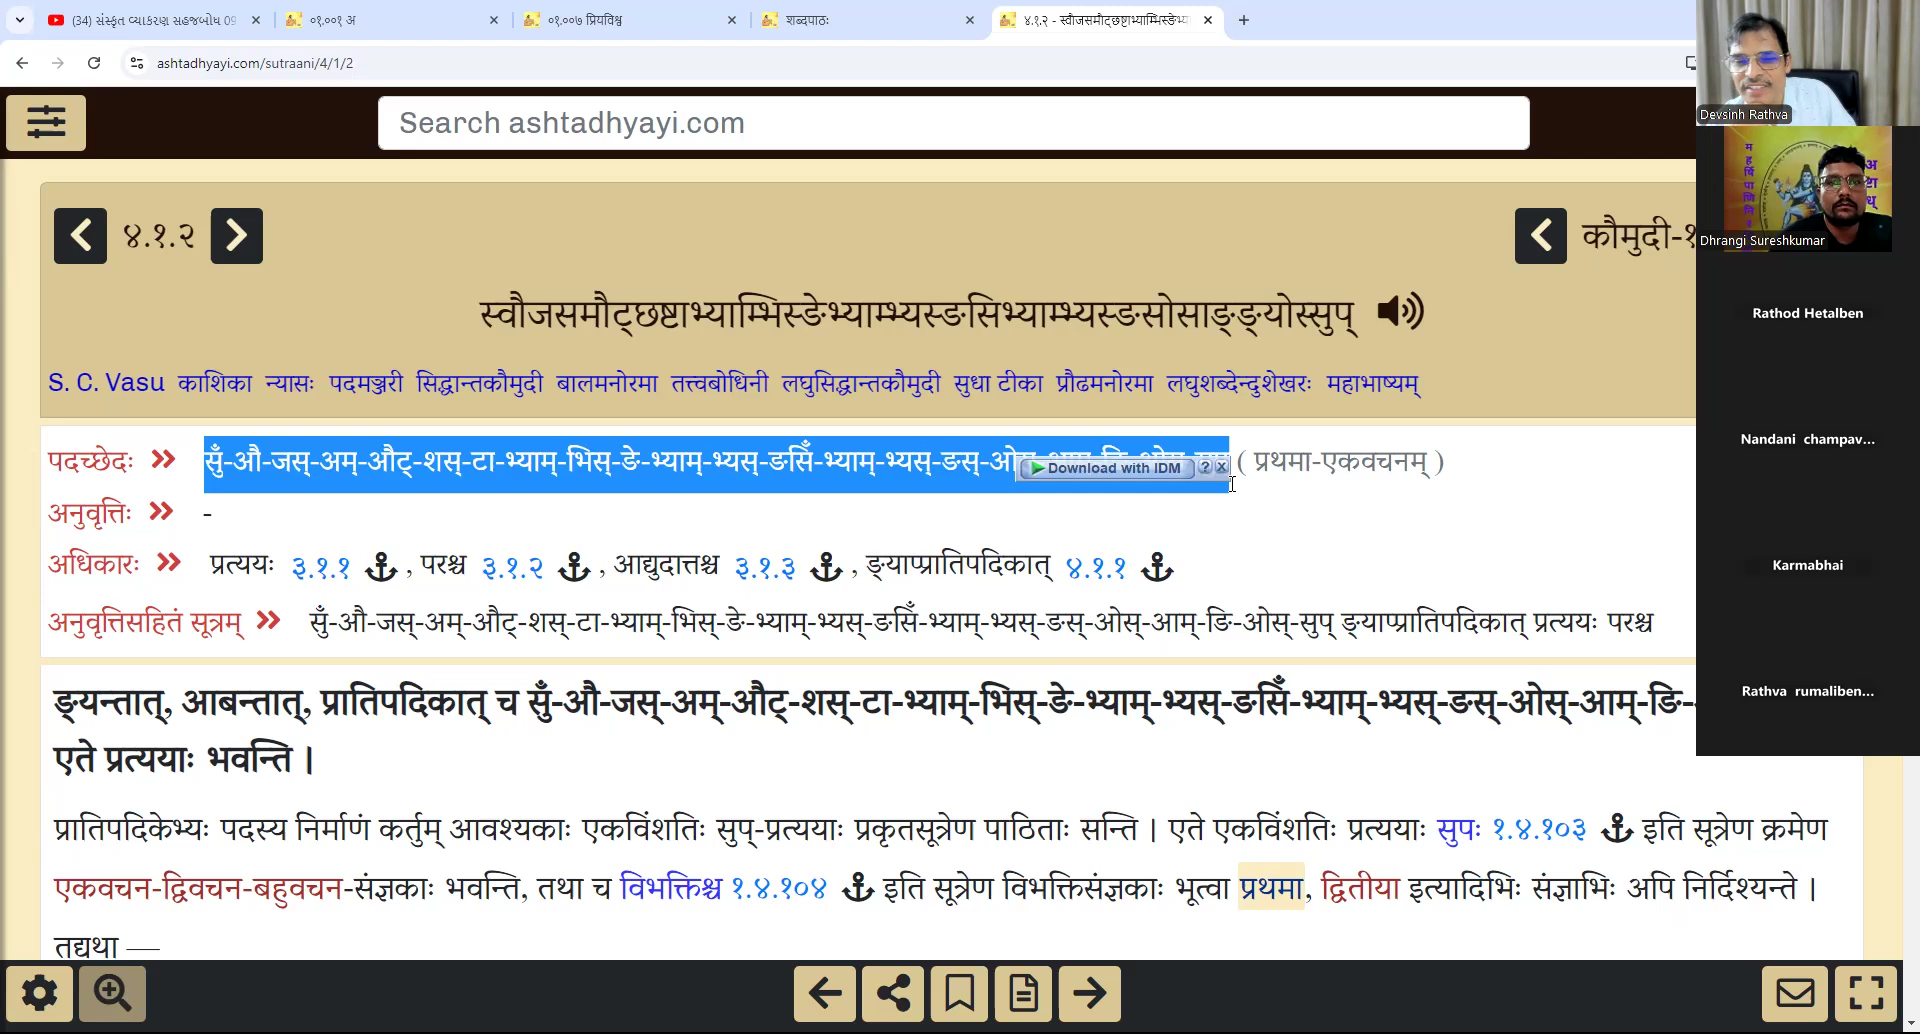 (34) સંસ્કૃત વ્યાકરણ સહજબોધ 09
०१.००१ अ
०१.००७ प्रियविश्व
शब्दपाठः
४.१.२ - स्वौजसमौट्छष्टाभ्याम्भिस्ङेभ्या
ashtadhyayi.com/sutraani/4/1/2
Search ashtadhyayi.com
Devsinh Rathva
Dhrangi Sureshkumar
Rathod Hetalben
Nandani champav...
Karmabhai
Rathva rumaliben...
४.१.२
कौमुदी-१
स्वौजसमौट्छष्टाभ्याम्भिस्ङेभ्याम्भ्यस्ङसिभ्याम्भ्यस्ङसोसाङ्ङ्योस्सुप्
S. C. Vasu काशिका न्यासः पदमञ्जरी सिद्धान्तकौमुदी बालमनोरमा तत्त्वबोधिनी लघुसिद्धान्तकौमुदी सुधा टीका प्रौढमनोरमा लघुशब्देन्दुशेखरः महाभाष्यम्
पदच्छेदः सुँ-औ-जस्-अम्-औट्-शस्-टा-भ्याम्-भिस्-ङे-भ्याम्-भ्यस्-ङसिँ-भ्याम्-भ्यस्-ङस्- ( प्रथमा-एकवचनम् )
Download with IDM ?
अनुवृत्तिः -
अधिकारः प्रत्ययः ३.१.१ , परश्च ३.१.२ , आद्युदात्तश्च ३.१.३ , ङ्याप्प्रातिपदिकात् ४.१.१
अनुवृत्तिसहितं सूत्रम् सुँ-औ-जस्-अम्-औट्-शस्-टा-भ्याम्-भिस्-ङे-भ्याम्-भ्यस्-ङसिँ-भ्याम्-भ्यस्-ङस्-ओस्-आम्-ङि-ओस्-सुप् ङ्याप्प्रातिपदिकात् प्रत्ययः परश्च
ङ्यन्तात्, आबन्तात्, प्रातिपदिकात् च सुँ-औ-जस्-अम्-औट्-शस्-टा-भ्याम्-भिस्-ङे-भ्याम्-भ्यस्-ङसिँ-भ्याम्-भ्यस्-ङस्-ओस्-आम्-ङि-
एते प्रत्ययाः भवन्ति ।
प्रातिपदिकेभ्यः पदस्य निर्माणं कर्तुम् आवश्यकाः एकविंशतिः सुप्-प्रत्ययाः प्रकृतसूत्रेण पाठिताः सन्ति । एते एकविंशतिः प्रत्ययाः सुपः १.४.१०३ इति सूत्रेण क्रमेण
एकवचन-द्विवचन-बहुवचन-संज्ञकाः भवन्ति, तथा च विभक्तिश्च १.४.१०४ इति सूत्रेण विभक्तिसंज्ञकाः भूत्वा प्रथमा, द्वितीया इत्यादिभिः संज्ञाभिः अपि निर्दिश्यन्ते ।
तद्यथा —